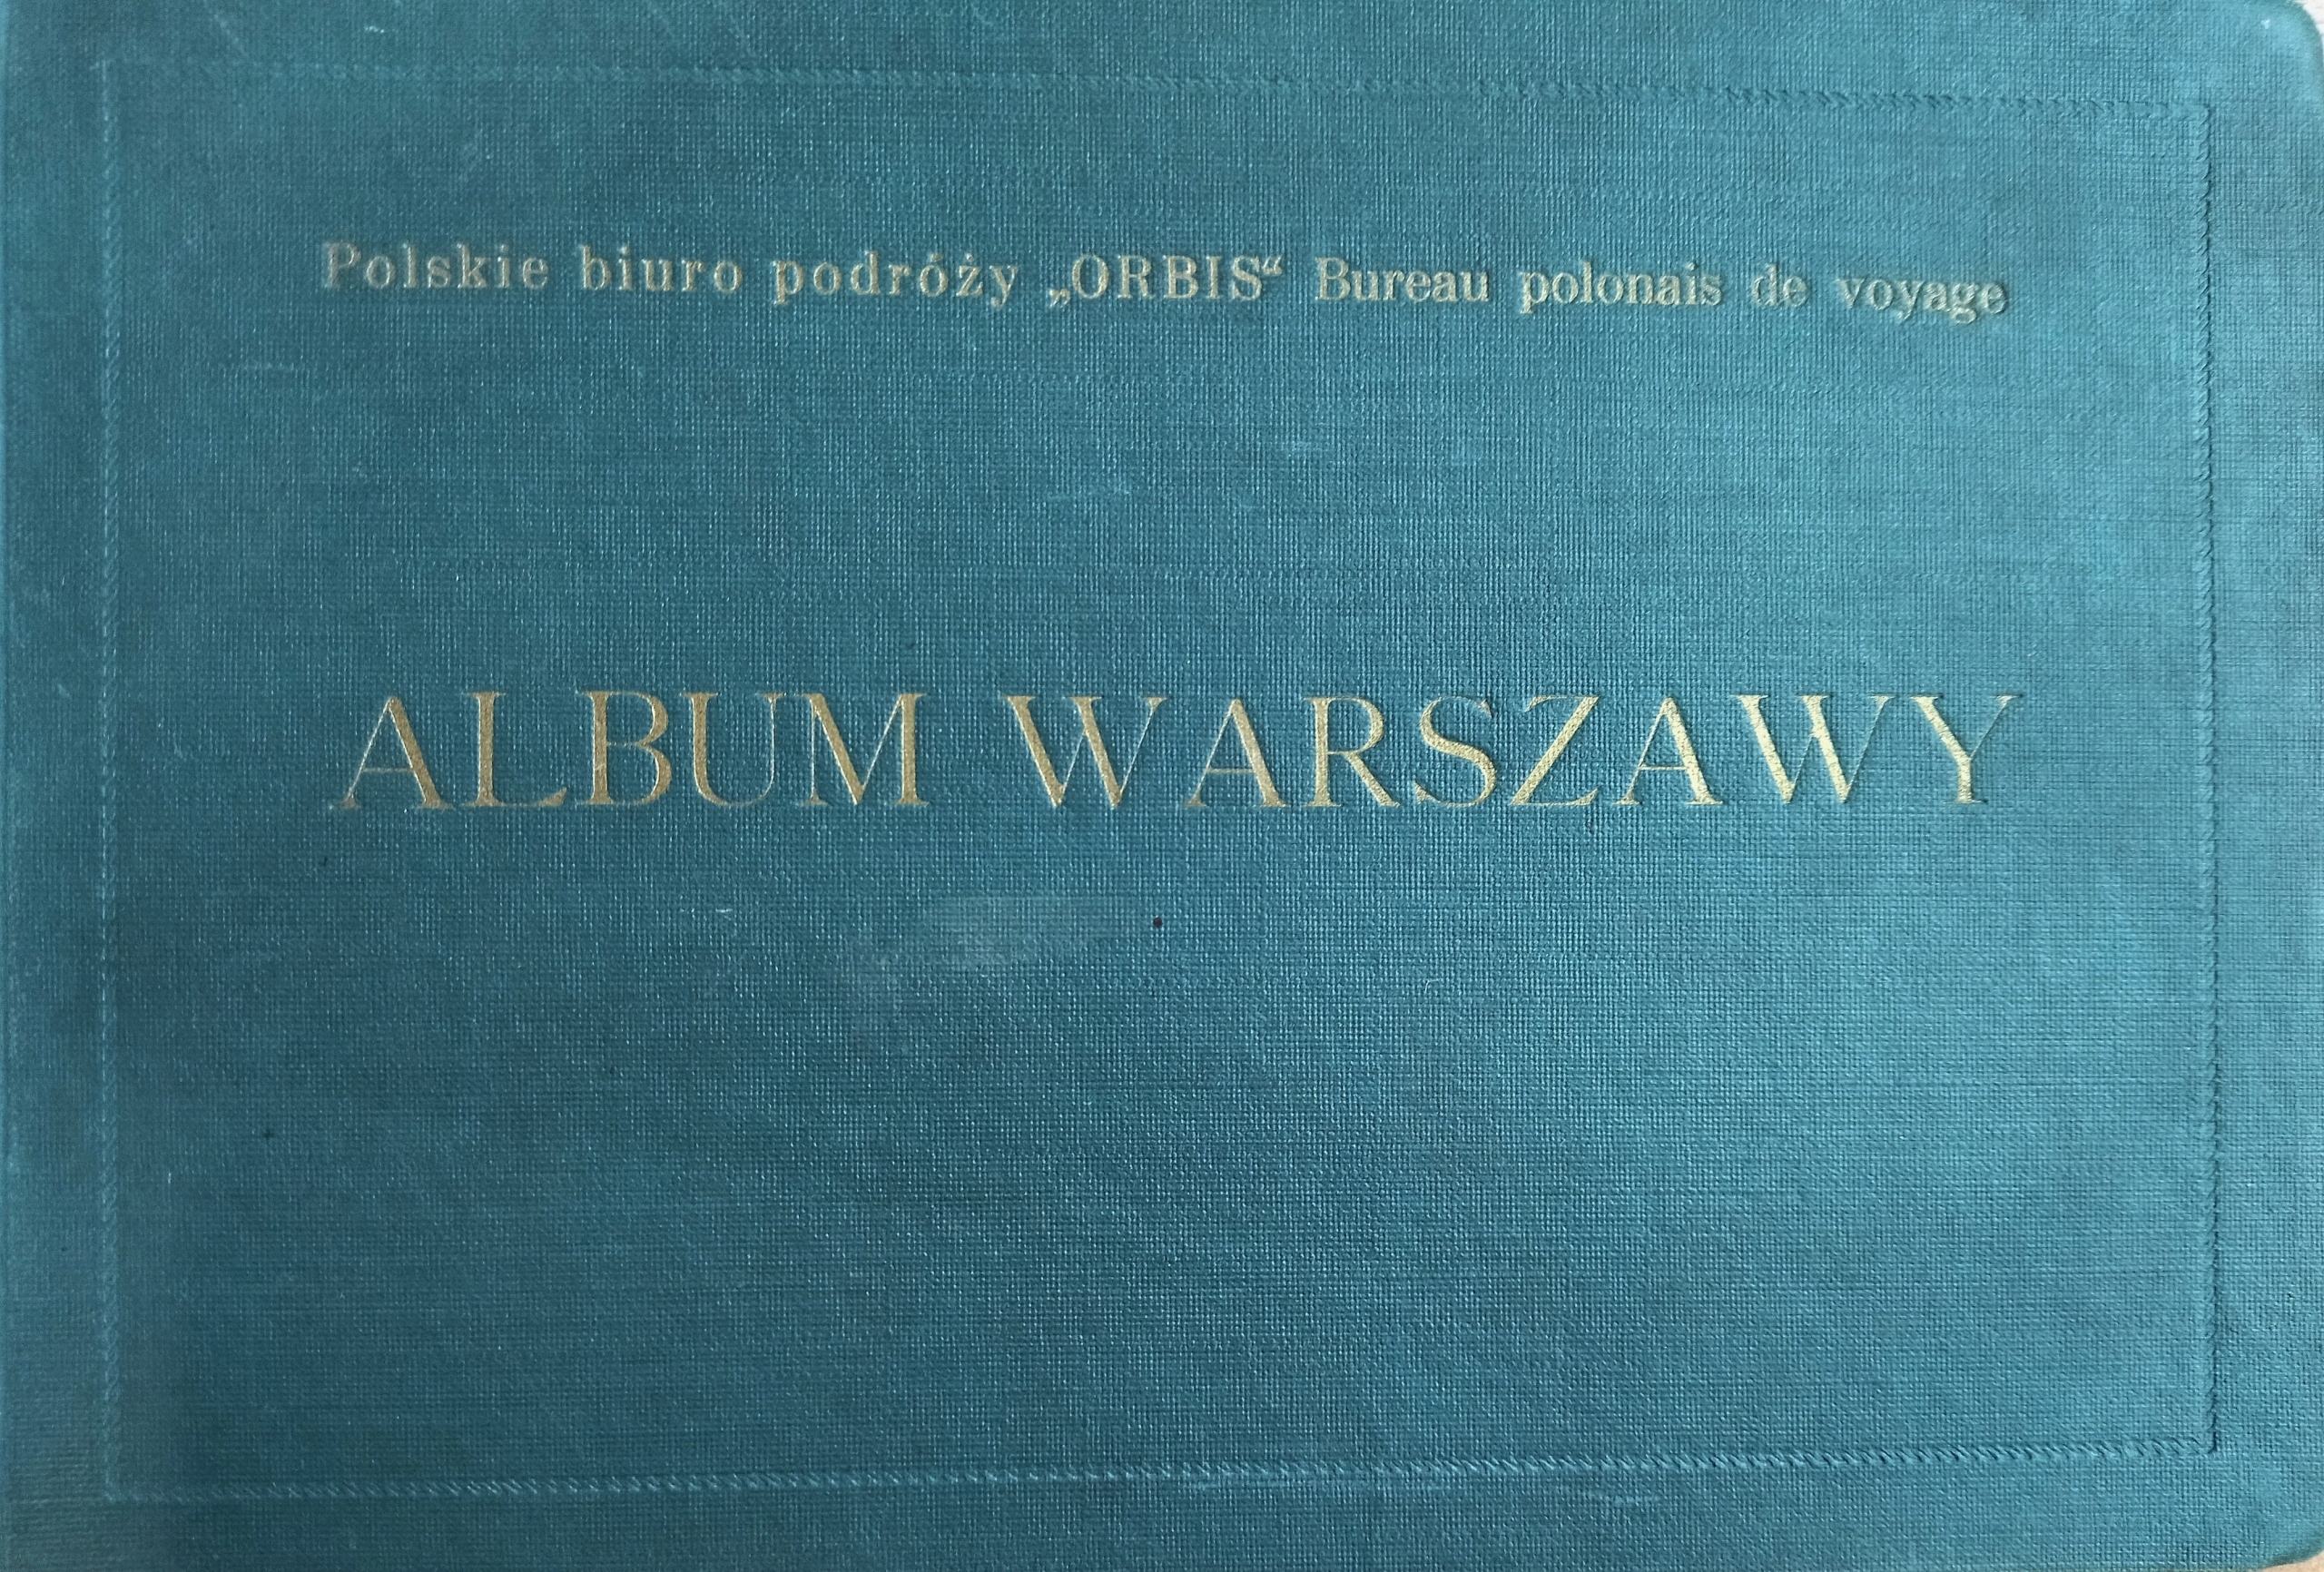 Polskie biuro podróży „ORBIS“ Bureau polonais de voyage
ALBUM WARSZAWY